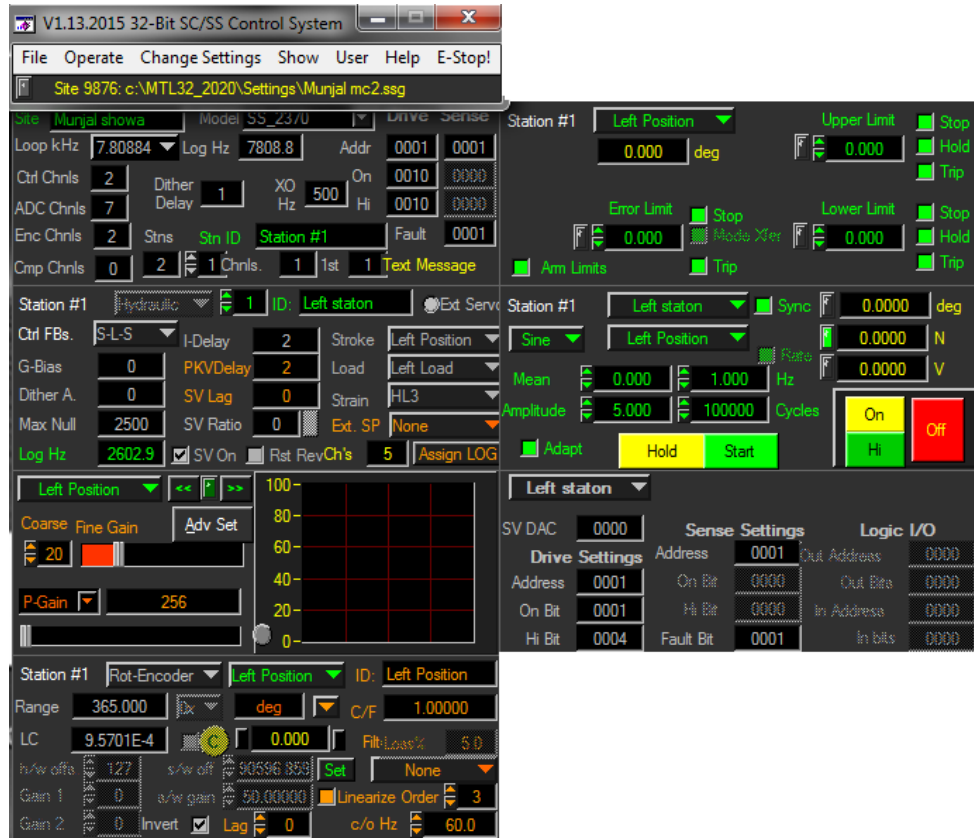 V1.13.2015 32-Bit SC/SS Control System
File Operate Change Settings Show User Help E-Stop!
Site 9876: c:\MTL32_2020\Settings\Munjal mc2.ssg
Site Munjal showa Model SS_2370 Drive Sense
Loop kHz 7.80884 Log Hz 7808.8 Addr 0001 0001
Ctrl Chnls 2 Dither Delay 1 XO Hz 500 On 0010 0000
ADC Chnls 7 Hi 0010 0000
Enc Chnls 2 Stns Stn ID Station #1 Fault 0001
Cmp Chnls 0 2 1 Chnls. 1 1st 1 Text Message
Station #1 Hydraulic 1 ID: Left staton Ext Servo
Ctrl FBs. S-L-S I-Delay 2 Stroke Left Position
G-Bias 0 PKVDelay 2 Load Left Load
Dither A. 0 SV Lag 0 Strain HL3
Max Null 2500 SV Ratio 0 Ext. SP None
Log Hz 2602.9 SV On Rst Rev Ch's 5 Assign LOG
Left Position << >>
Coarse Fine Gain Adv Set
20
P-Gain 256
100
80
60
40
20
0
Station #1 Rot-Encoder Left Position ID: Left Position
Range 365.000 Dx deg C/F 1.00000
LC 9.5701E-4 C 0.000 Filt Loas% 5.0
h/w offs 127 s/w off 90596.859 Set None
Gain 1 0 s/w gain 50.00000 Linearize Order 3
Gain 2 0 Invert Lag 0 c/o Hz 60.0
Station #1 Left Position Upper Limit Stop
0.000 deg 0.000 Hold
Trip
Error Limit Stop Lower Limit Stop
0.000 Mode Xfer 0.000 Hold
Arm Limits Trip Trip
Station #1 Left staton Sync 0.0000 deg
Sine Left Position 0.0000 N
Rate 0.0000 V
Mean 0.000 1.000 Hz
Amplitude 5.000 100000 Cycles On Off
Adapt Hold Start Hi
Left staton
SV DAC 0000 Sense Settings Logic I/O
Drive Settings Address 0001 Out Address 0000
Address 0001 On Bit 0000 Out Bits 0000
On Bit 0001 Hi Bit 0000 In Address 0000
Hi Bit 0004 Fault Bit 0001 In bits 0000